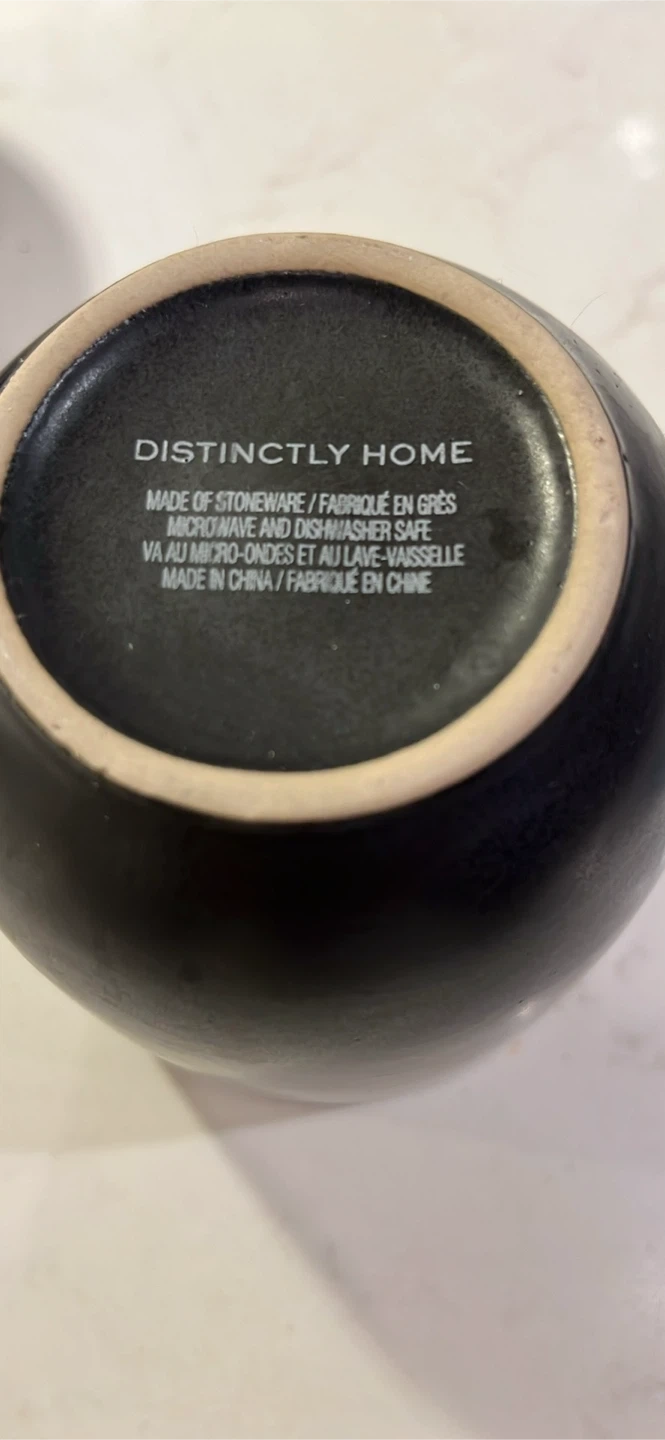 DISTINCTLY HOME
MADE OF STONEWARE / FABRIQUÉ EN GRÈS
MICROWAVE AND DISHWASHER SAFE
VA AU MICRO-ONDES ET AU LAVE-VAISSELLE
MADE IN CHINA / FABRIQUÉ EN CHINE